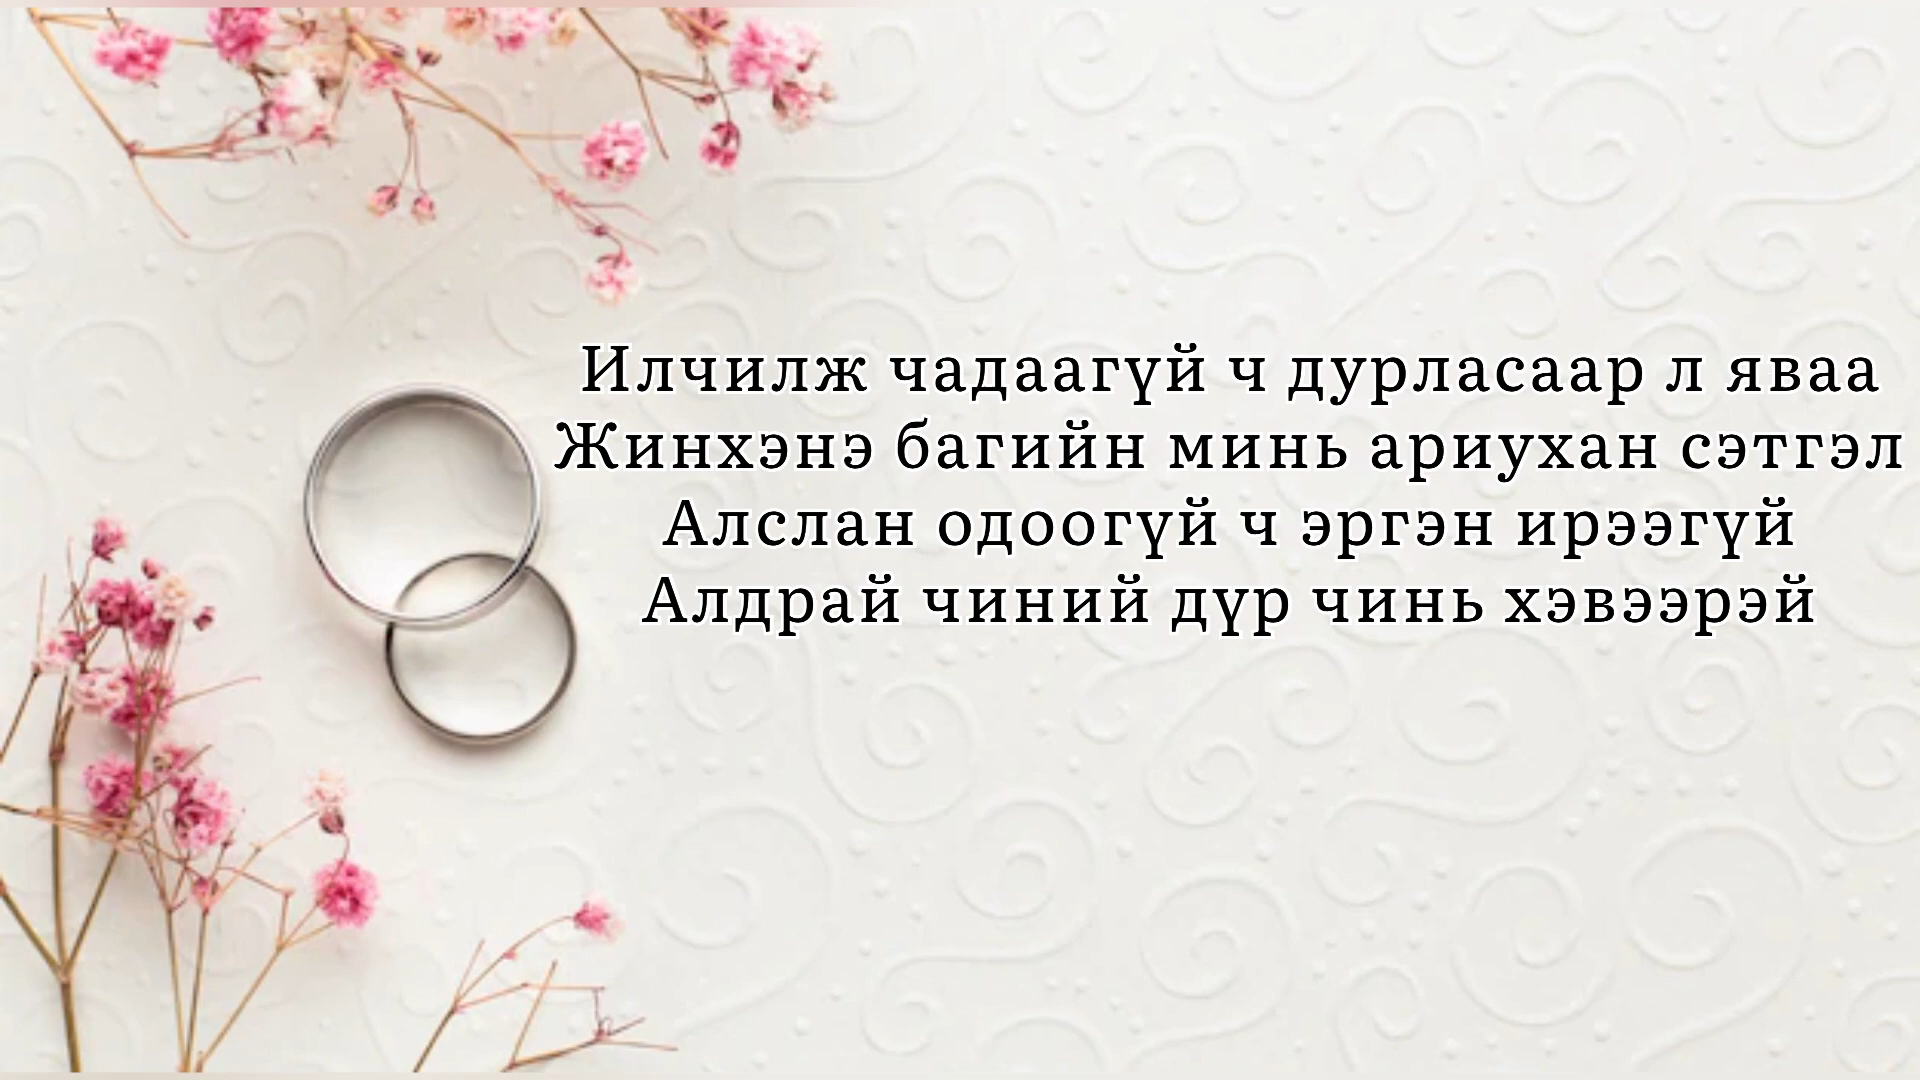 Илчилж чадаагүй ч дурласаар л яваа
Жинхэнэ багийн минь ариухан сэтгэл
Алслан одоогүй ч эргэн ирээгүй
Алдрай чиний дүр чинь хэвээрэй